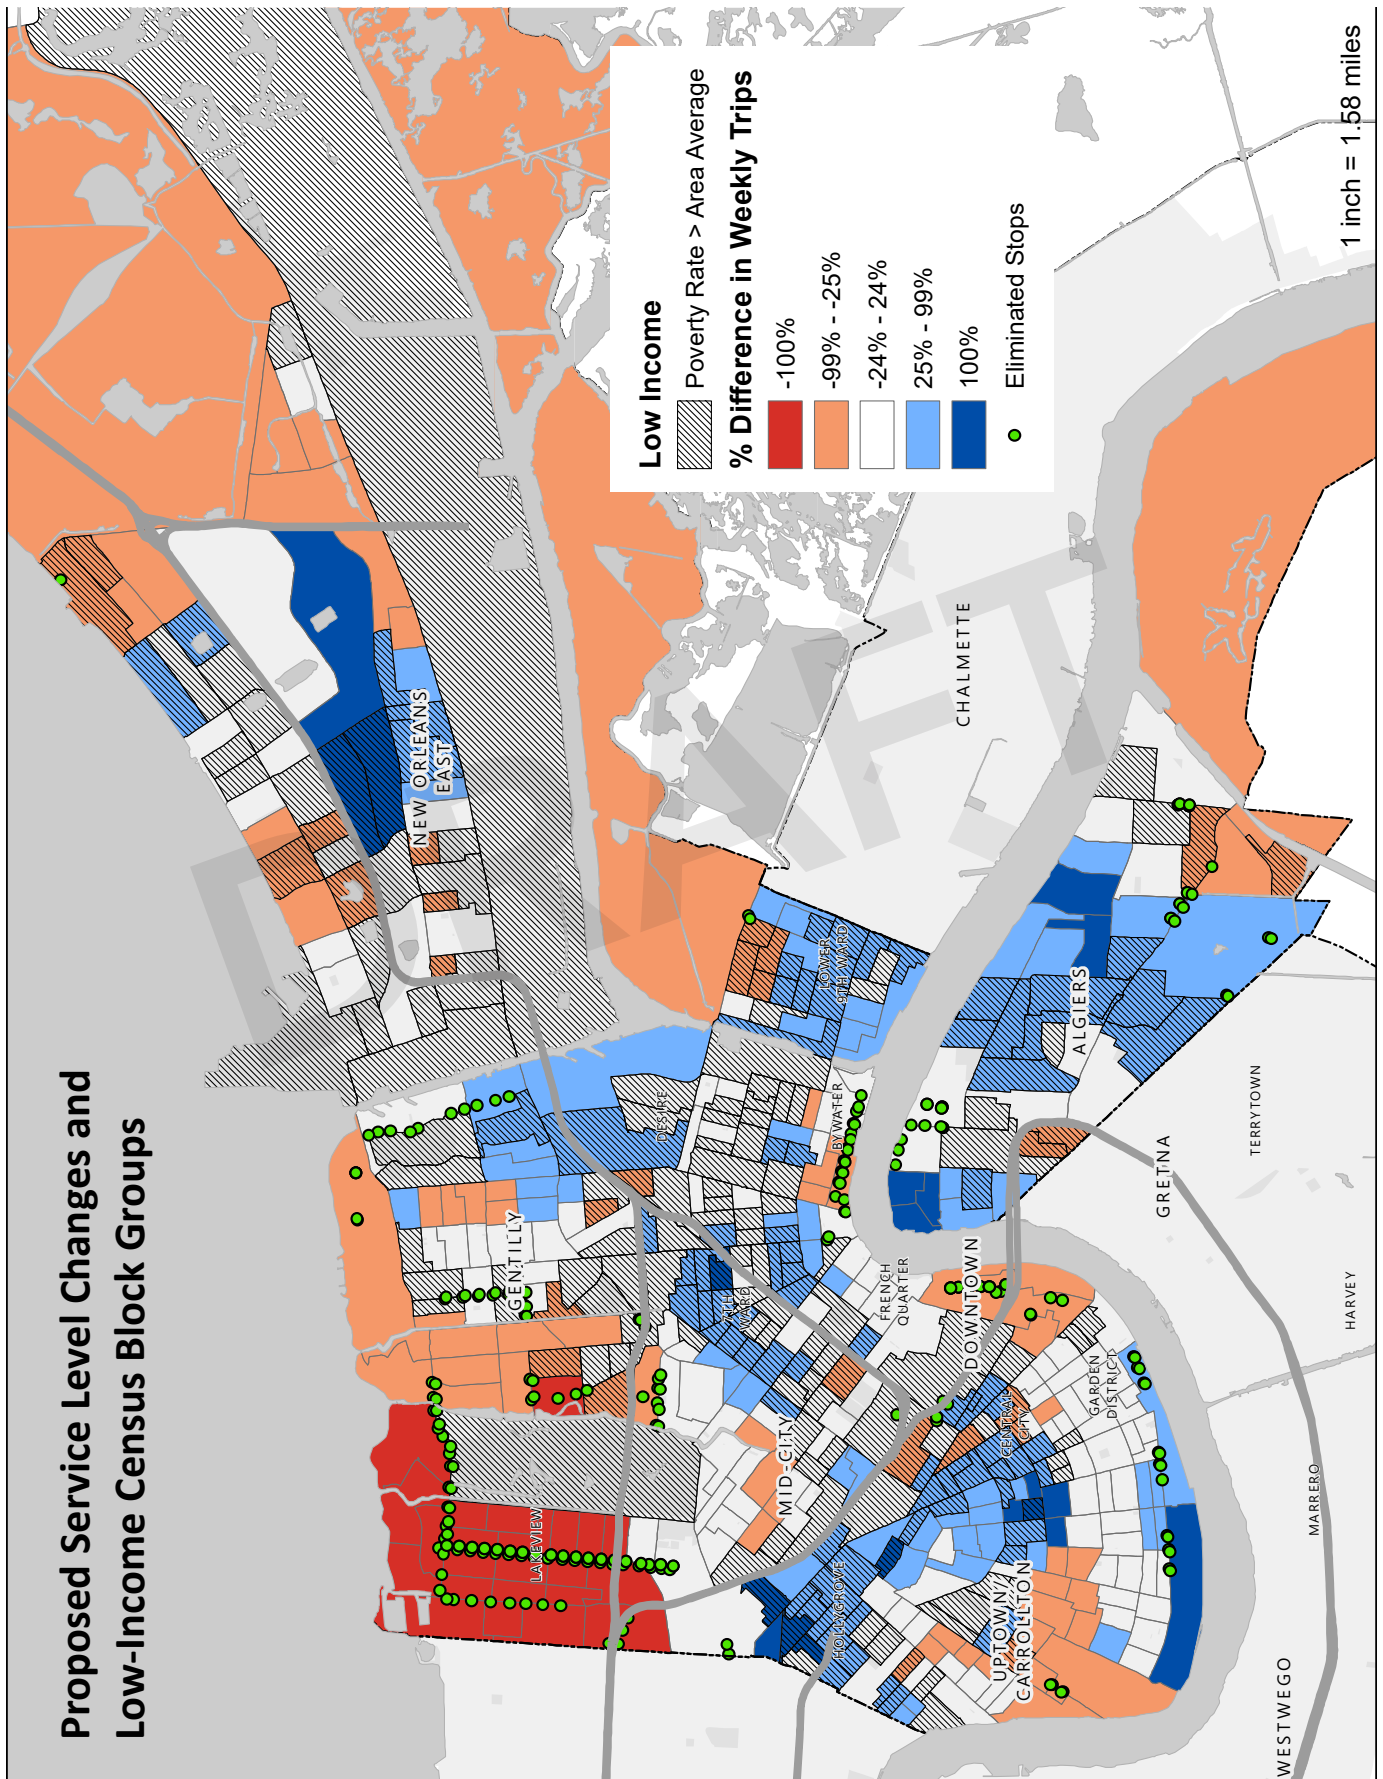 Proposed Service Level Changes and
Low-Income Census Block Groups
Low Income
Poverty Rate > Area Average
% Difference in Weekly Trips
-100%
-99% - -25%
-24% - 24%
25% - 99%
100%
Eliminated Stops
1 inch = 1.58 miles
NEW ORLEANS
EAST
LAKEVIEW
GENTILLY
DESIRE
LOWER
9TH WARD
BYWATER
7TH
WARD
MID-CITY
FRENCH
QUARTER
DOWNTOWN
CENTRAL
CITY
GARDEN
DISTRICT
HOLLYGROVE
UPTOWN/
CARROLLTON
ALGIERS
CHALMETTE
TERRYTOWN
GRETNA
HARVEY
MARRERO
WESTWEGO